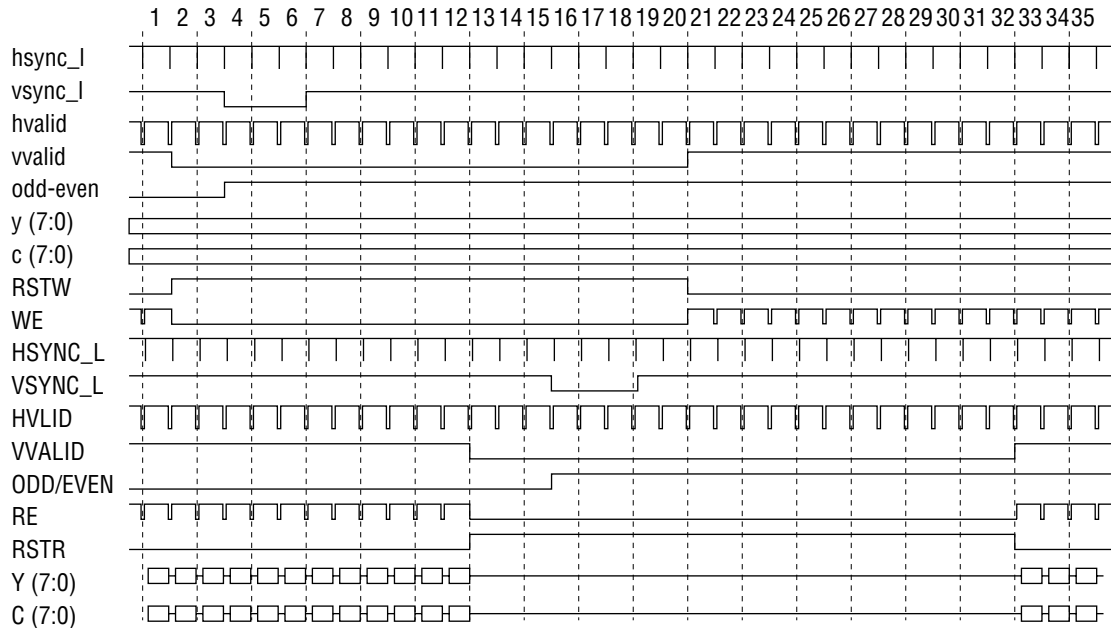 1 2 3 4 5 6 7 8 9 10 11 12 13 14 15 16 17 18 19 20 21 22 23 24 25 26 27 28 29 30 31 32 33 34 35
hsync_l
vsync_l
hvalid
vvalid
odd-even
y (7:0)
c (7:0)
RSTW
WE
HSYNC_L
VSYNC_L
HVLID
VVALID
ODD/EVEN
RE
RSTR
Y (7:0)
C (7:0)